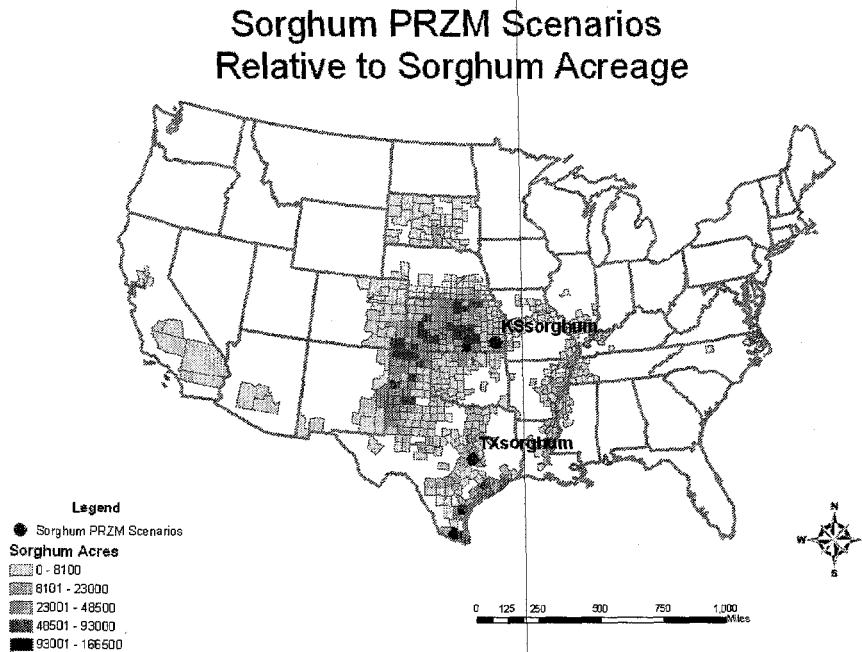 Sorghum PRZM Scenarios
Relative to Sorghum Acreage
KSsorghum
TXsorghum
Legend
Sorghum PRZM Scenarios
Sorghum Acres
0 - 8100
8101 - 23000
23001 - 48500
48501 - 93000
93001 - 166500
N
W
E
S
0 125 250 500 750 1,000
Miles